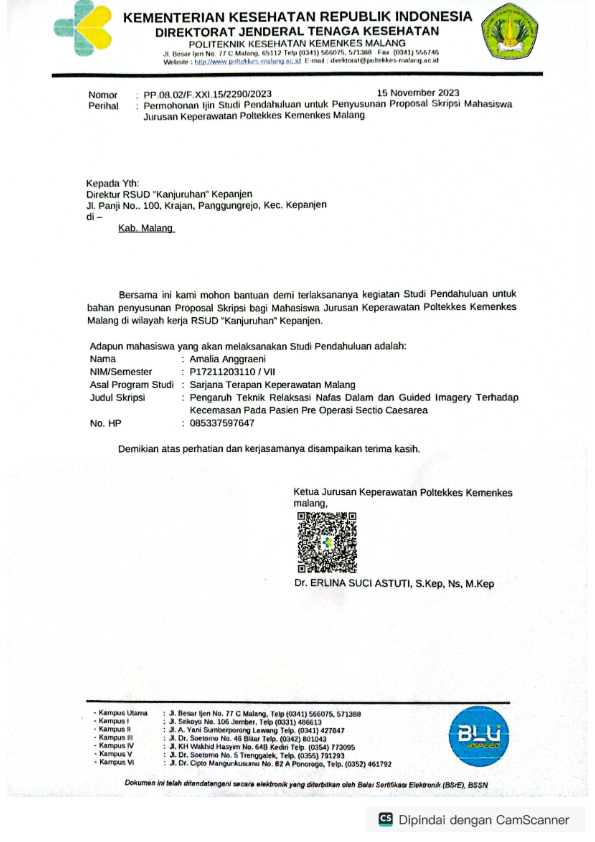 KEMENTERIAN KESEHATAN REPUBLIK INDONESIA
DIREKTORAT JENDERAL TENAGA KESEHATAN
POLITEKNIK KESEHATAN KEMENKES MALANG
Jl. Besar Ijen No. 77 C Malang, 65112 Telp (0341) 566075, 571388 Fax (0341) 556746
Website : http://www.poltekkes-malang.ac.id E-mail : direktorat@poltekkes-malang.ac.id
Nomor : PP.08.02/F.XXI.15/2290/2023 15 November 2023
Perihal : Permohonan Ijin Studi Pendahuluan untuk Penyusunan Proposal Skripsi Mahasiswa
Jurusan Keperawatan Poltekkes Kemenkes Malang
Kepada Yth:
Direktur RSUD "Kanjuruhan" Kepanjen
Jl. Panji No.. 100, Krajan, Panggungrejo, Kec. Kepanjen
di –
Kab. Malang
Bersama ini kami mohon bantuan demi terlaksananya kegiatan Studi Pendahuluan untuk
bahan penyusunan Proposal Skripsi bagi Mahasiswa Jurusan Keperawatan Poltekkes Kemenkes
Malang di wilayah kerja RSUD "Kanjuruhan" Kepanjen.
Adapun mahasiswa yang akan melaksanakan Studi Pendahuluan adalah:
Nama : Amalia Anggraeni
NIM/Semester : P17211203110 / VII
Asal Program Studi : Sarjana Terapan Keperawatan Malang
Judul Skripsi : Pengaruh Teknik Relaksasi Nafas Dalam dan Guided Imagery Terhadap
Kecemasan Pada Pasien Pre Operasi Sectio Caesarea
No. HP : 085337597647
Demikian atas perhatian dan kerjasamanya disampaikan terima kasih.
Ketua Jurusan Keperawatan Poltekkes Kemenkes
malang,
Dr. ERLINA SUCI ASTUTI, S.Kep, Ns, M.Kep
- Kampus Utama : Jl. Besar Ijen No. 77 C Malang, Telp (0341) 566075, 571388
- Kampus I : Jl. Srikoyo No. 106 Jember, Telp (0331) 486613
- Kampus II : Jl. A. Yani Sumberporong Lawang Telp. (0341) 427847
- Kampus III : Jl. Dr. Soetomo No. 46 Blitar Telp. (0342) 801043
- Kampus IV : Jl. KH Wakhid Hasyim No. 64B Kediri Telp. (0354) 773095
- Kampus V : Jl. Dr. Soetomo No. 5 Trenggalek, Telp. (0355) 791293
- Kampus VI : Jl. Dr. Cipto Mangunkusumo No. 82 A Ponorogo, Telp. (0352) 461792
BLU
SPEED
Dokumen ini telah ditandatangani secara elektronik yang diterbitkan oleh Balai Sertifikasi Elektronik (BSrE), BSSN
CS Dipindai dengan CamScanner